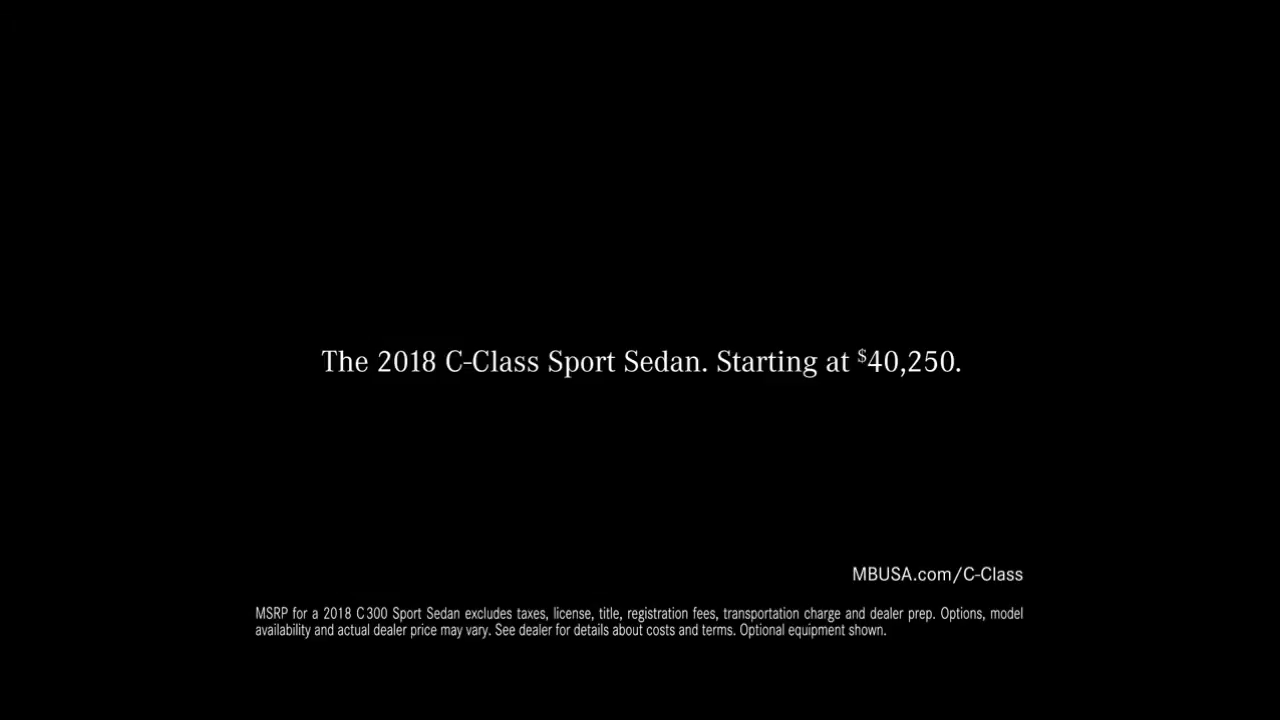 The 2018 C-Class Sport Sedan. Starting at $40,250.
MBUSA.com/C-Class
MSRP for a 2018 C300 Sport Sedan excludes taxes, license, title, registration fees, transportation charge and dealer prep. Options, model
availability and actual dealer price may vary. See dealer for details about costs and terms. Optional equipment shown.